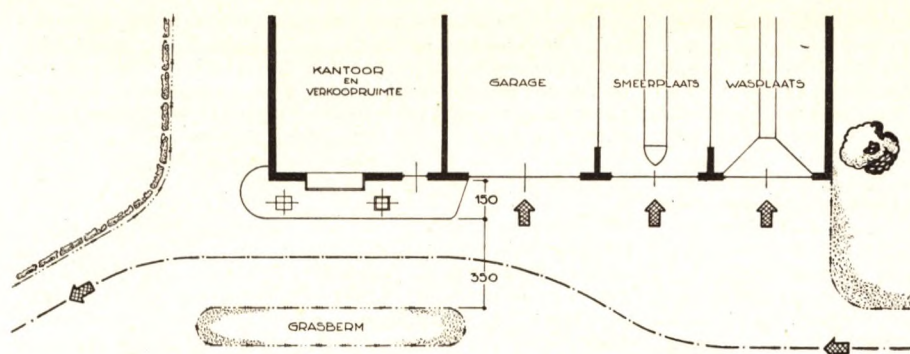 KANTOOR
EN
VERKOOPRUIMTE
GARAGE
SMEERPLAATS
WASPLAATS
150
350
GRASBERM